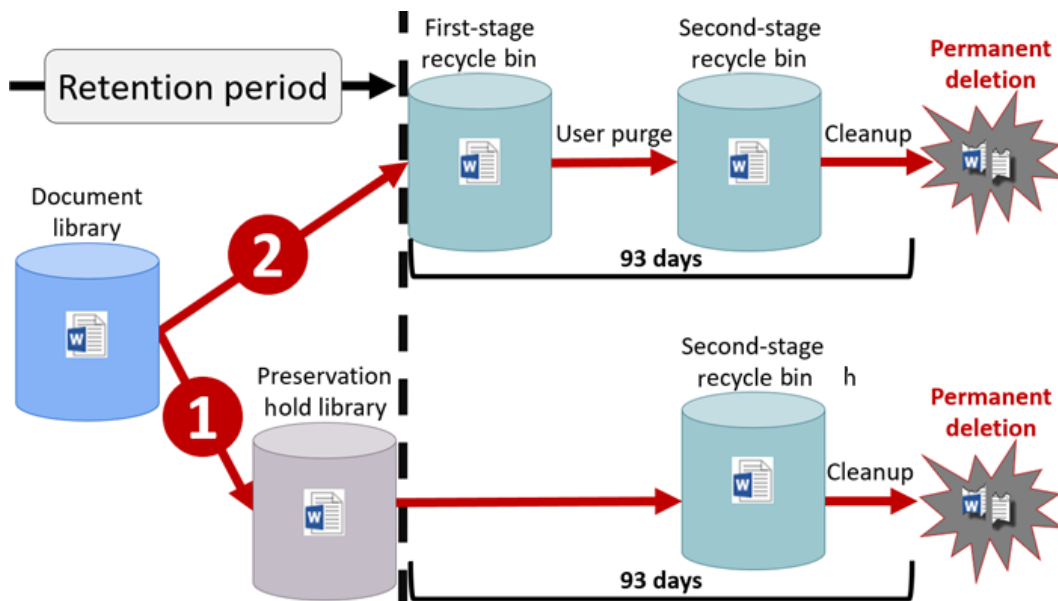 First-stage
recycle bin
Second-stage
recycle bin
Permanent
deletion
Retention period
User purge
Cleanup
W
W
W
Document
library
2
93 days
W
Second-stage
recycle bin h
Preservation
hold library
Permanent
deletion
1
Cleanup
W
W
W
93 days